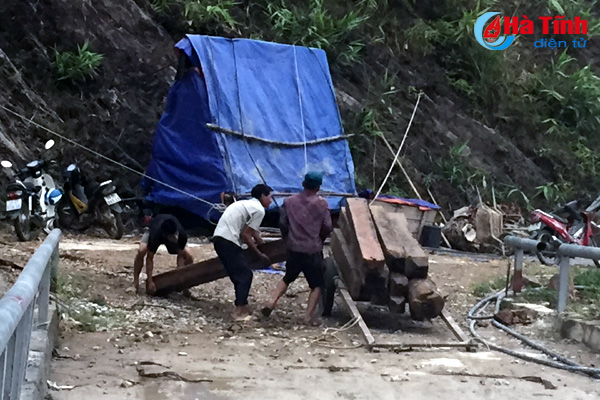 Hà Tĩnh
điện tử